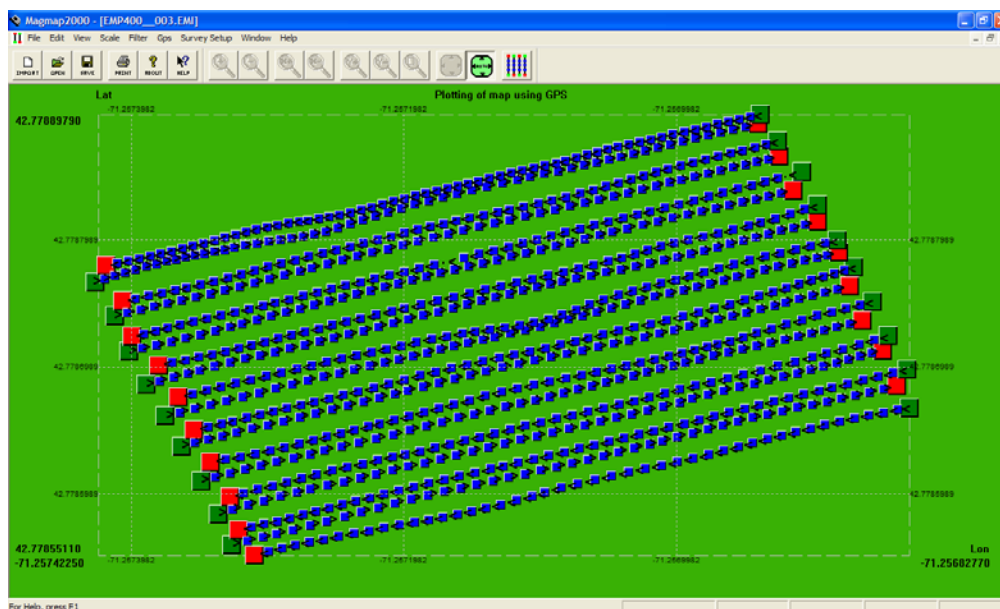 Magmap2000 - [EMP400__003.EMI]
File Edit View Scale Filter Gps Survey Setup Window Help
IMPORT OPEN SAVE PRINT ABOUT HELP
Lat Plotting of map using GPS
-71.2573982 -71.2571982 -71.2569982
42.77889790
42.7787989 42.7787989
42.7786989 42.7786989
42.7785989 42.7785989
42.77855110 Lon
-71.25742250 -71.2573982 -71.2571982 -71.2569982 -71.25682770
For Help, press F1